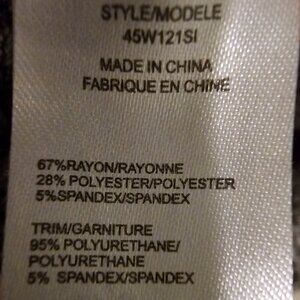 STYLE/MODELE
45W121SI
MADE IN CHINA
FABRIQUE EN CHINE
67%RAYON/RAYONNE
28% POLYESTER/POLYESTER
5%SPANDEX/SPANDEX
TRIM/GARNITURE
95% POLYURETHANE/
POLYURETHANE
5% SPANDEX/SPANDEX